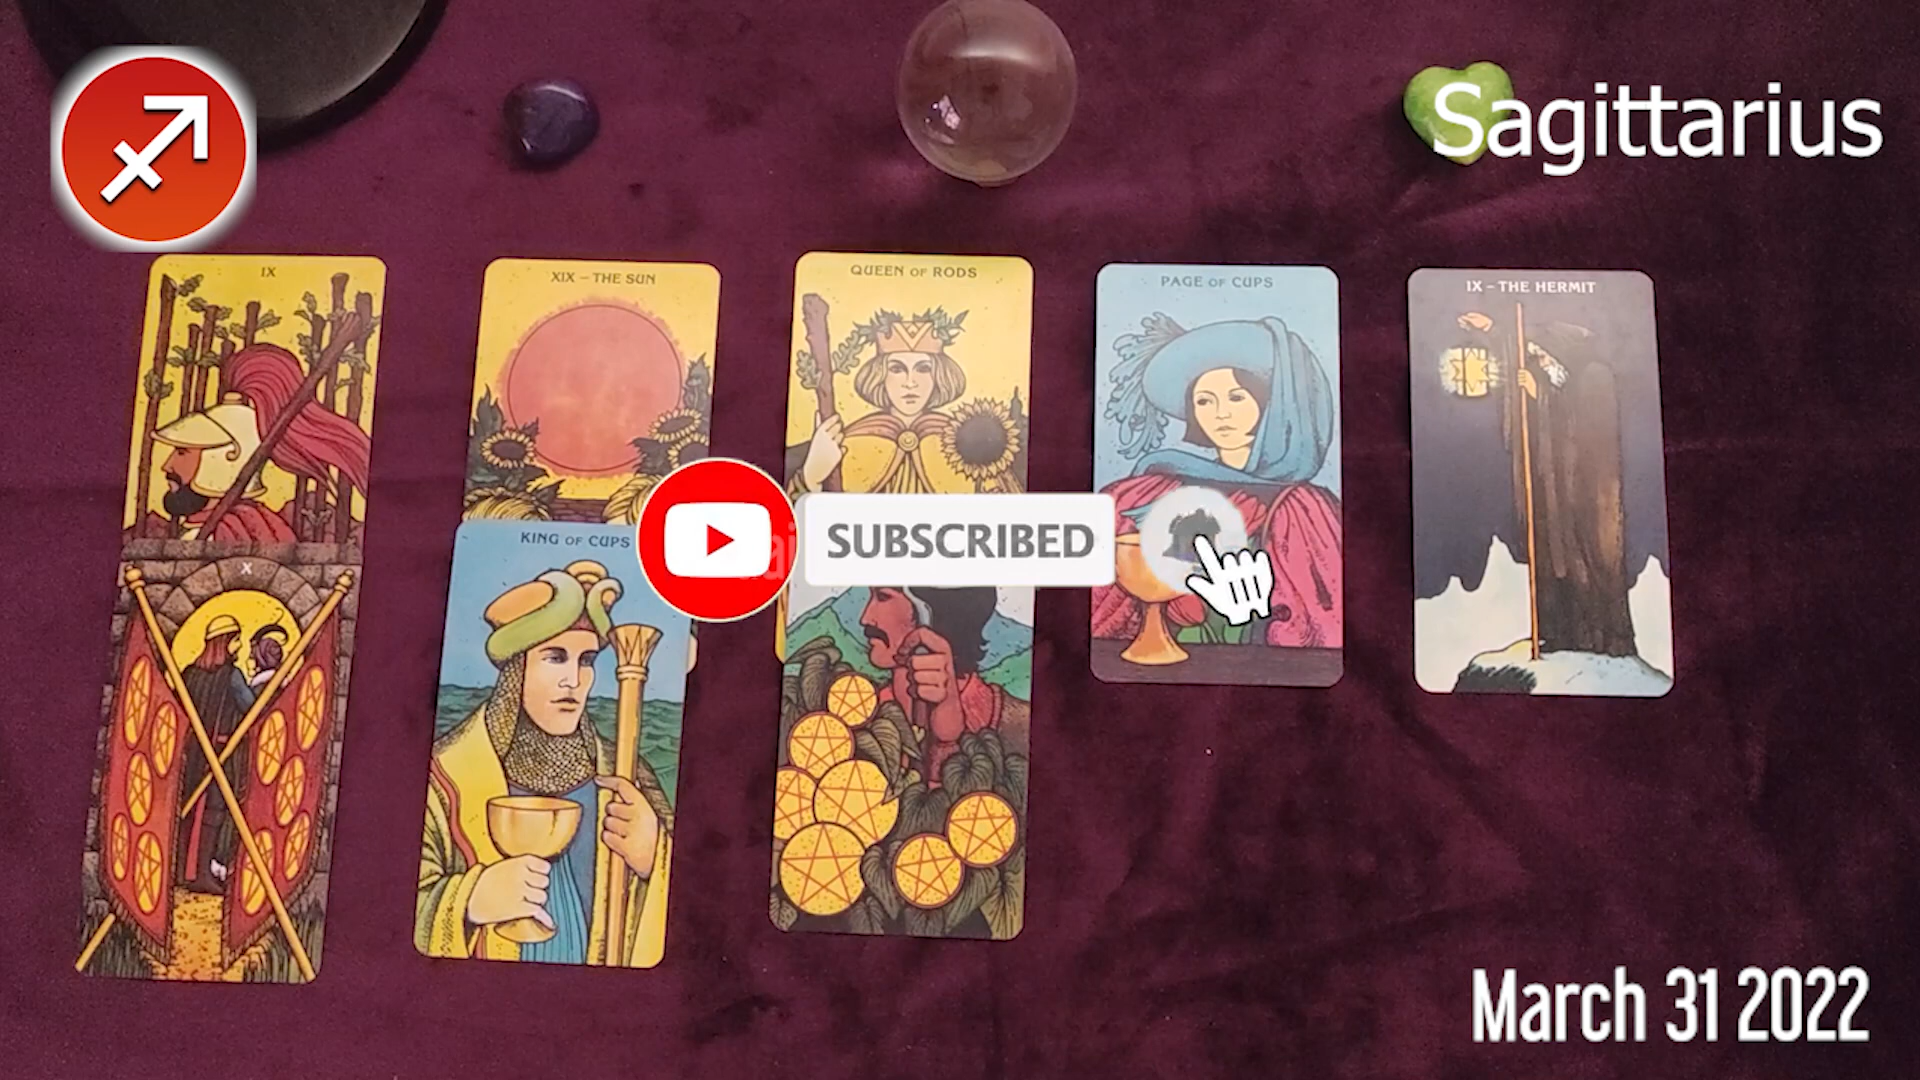 Sagittarius
IX
XIX – THE SUN
QUEEN OF RODS
PAGE OF CUPS
IX – THE HERMIT
KING OF CUPS
SUBSCRIBED
X
March 31 2022